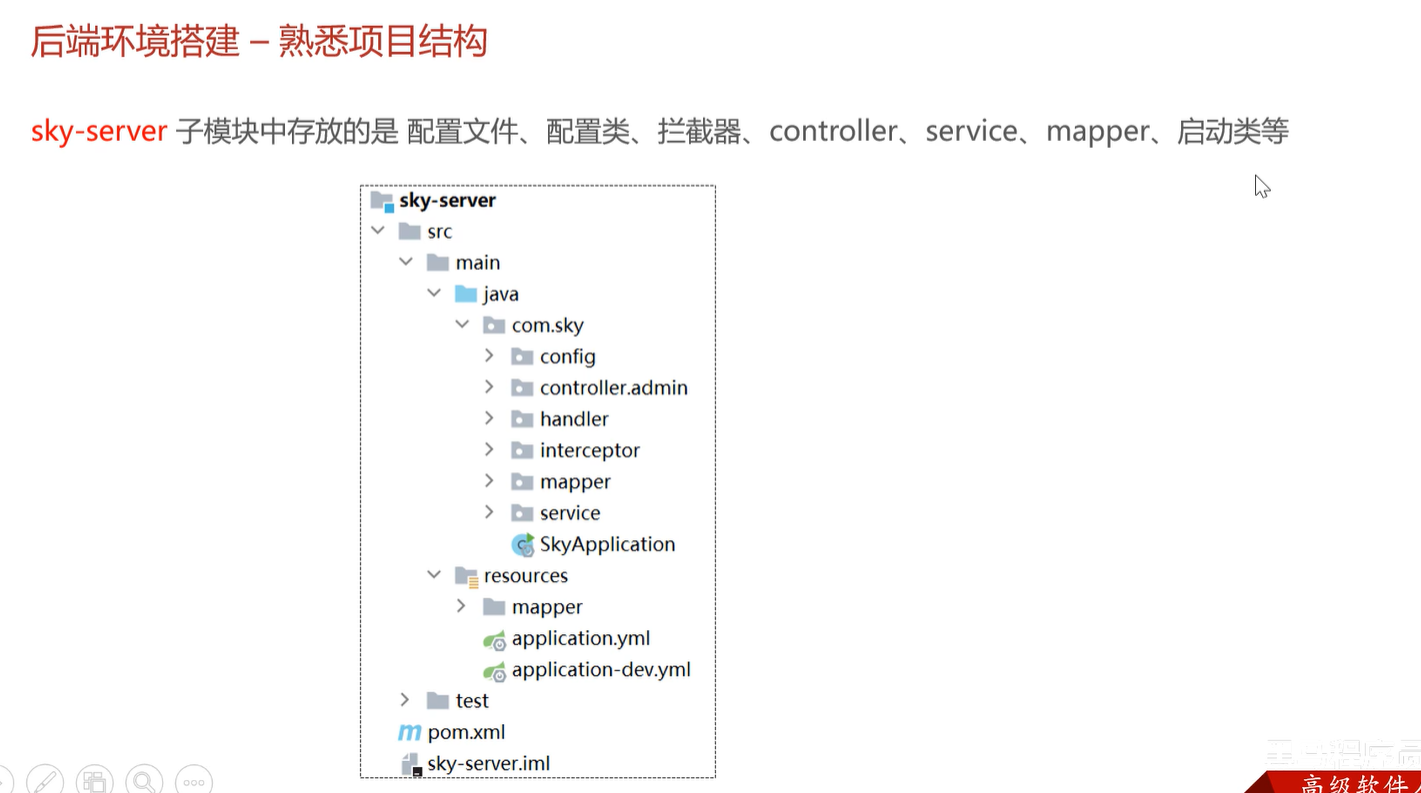 后端环境搭建 – 熟悉项目结构
sky-server 子模块中存放的是 配置文件、配置类、拦截器、controller、service、mapper、启动类等
sky-server
src
main
java
com.sky
config
controller.admin
handler
interceptor
mapper
service
SkyApplication
resources
mapper
application.yml
application-dev.yml
test
pom.xml
sky-server.iml
高级软件